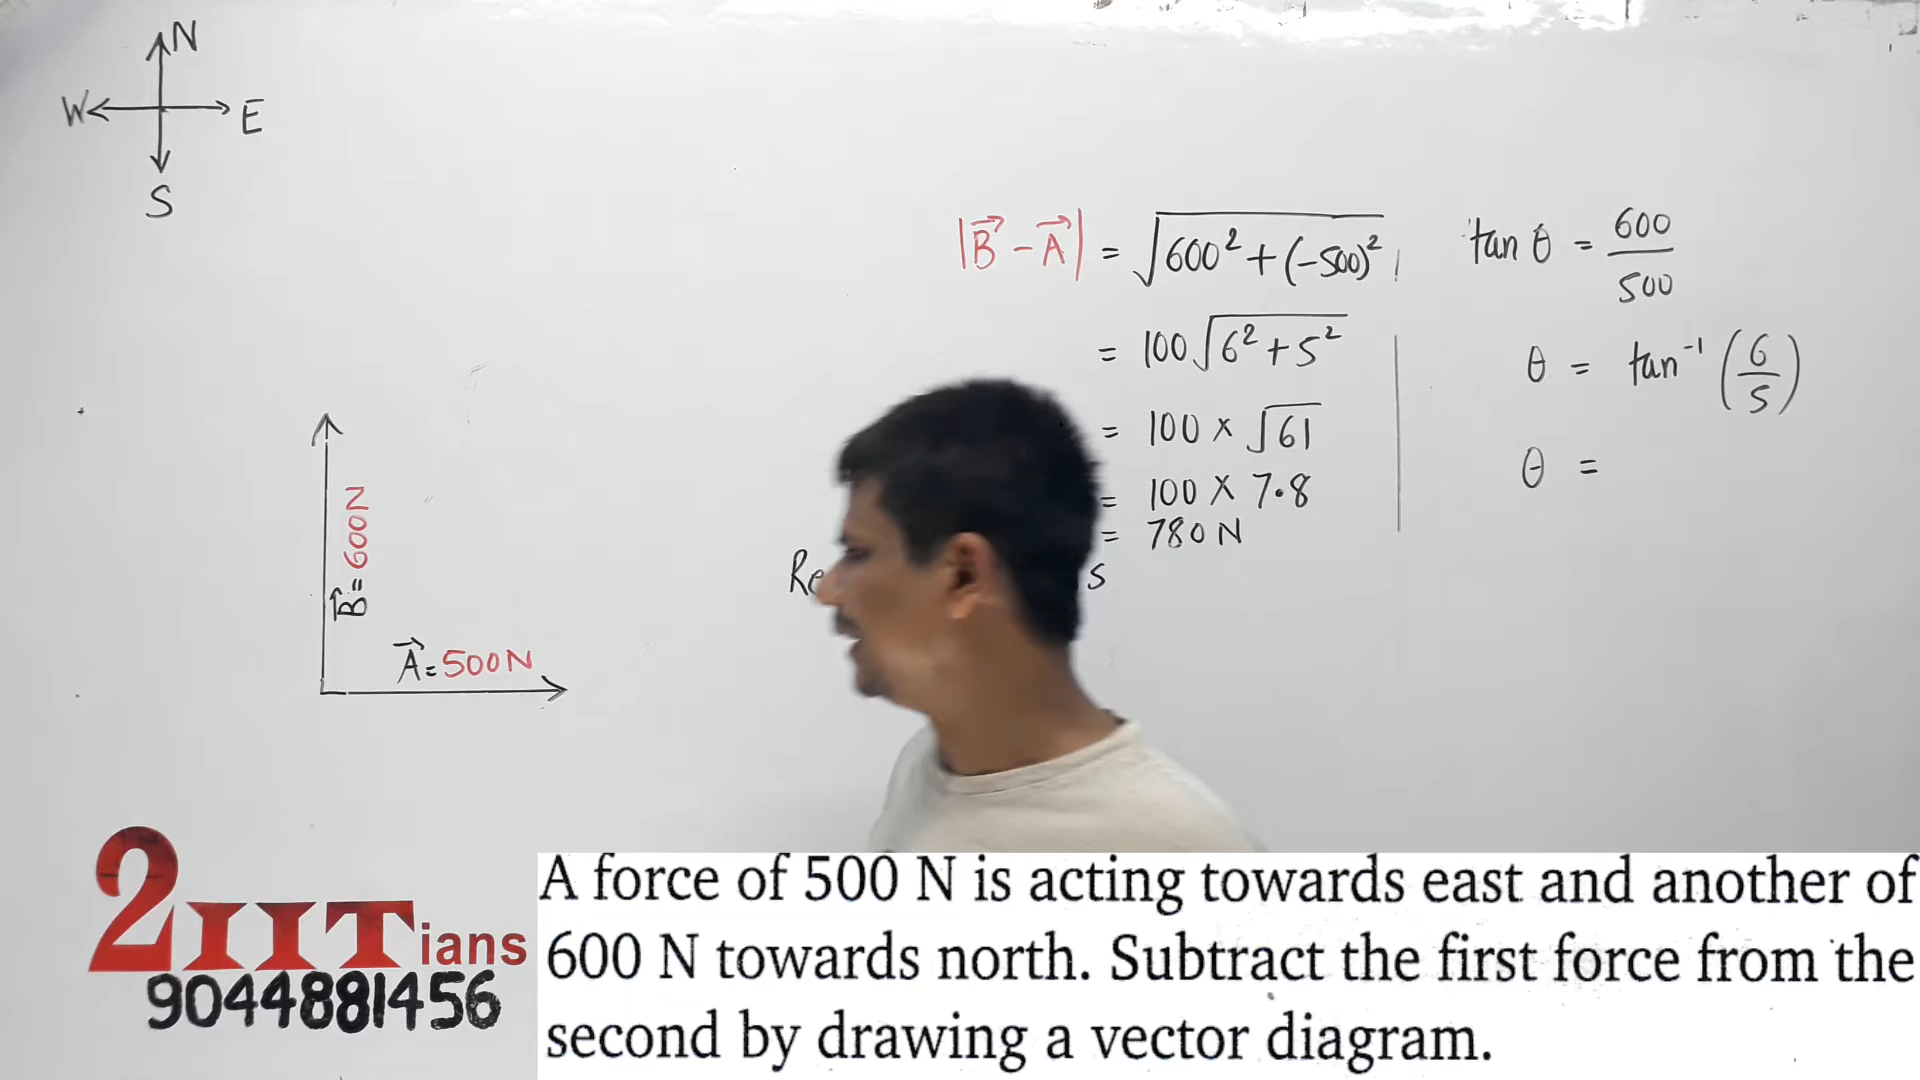 N
W E
S
|B⃗ - A⃗| = √600² + (-500)²
= 100√6² + 5²
= 100 × √61
= 100 × 7.8
= 780 N
tan θ = 600/500
θ = tan⁻¹ (6/5)
θ =
B⃗ = 600N
A⃗ = 500N
2IITians
9044881456
A force of 500 N is acting towards east and another of
600 N towards north. Subtract the first force from the
second by drawing a vector diagram.